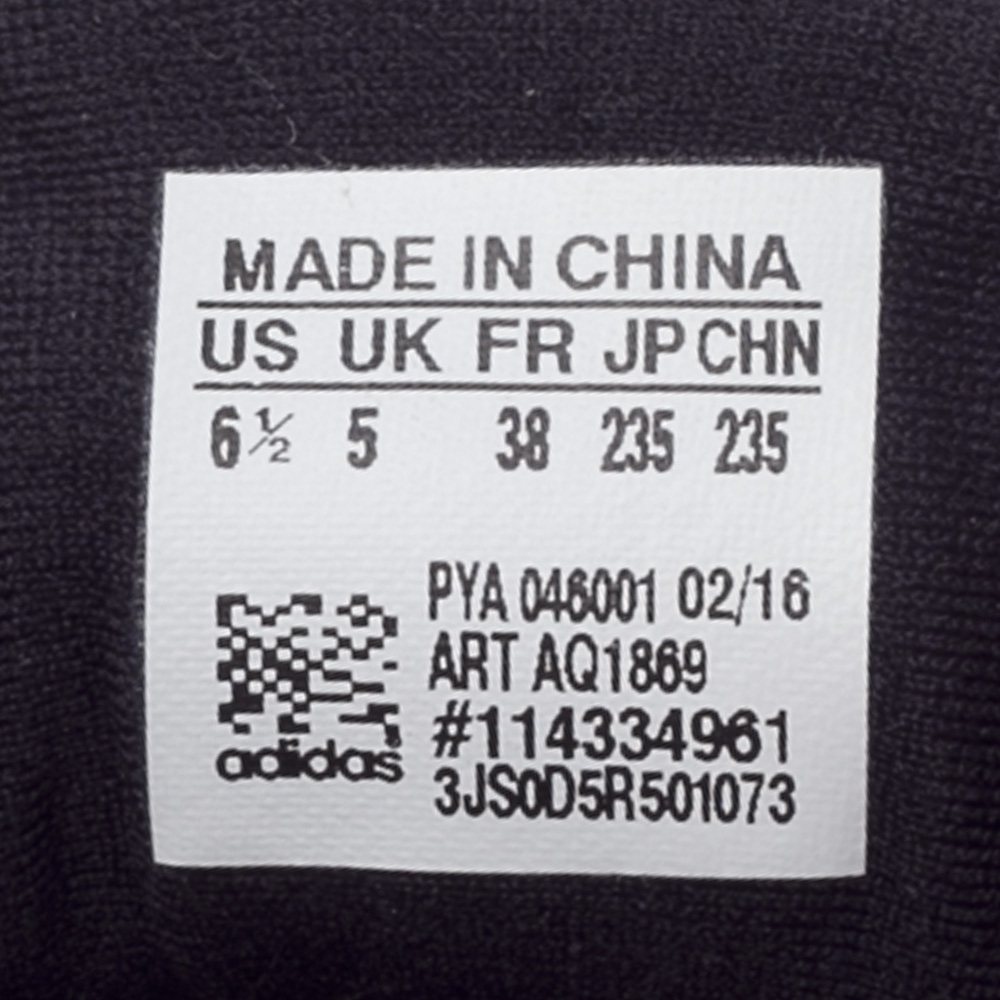 MADE IN CHINA
US UK FR JP CHN
6 ½ 5 38 235 235
PYA 046001 02/16
ART AQ1869
#114334961
3JS0D5R501073
adidas